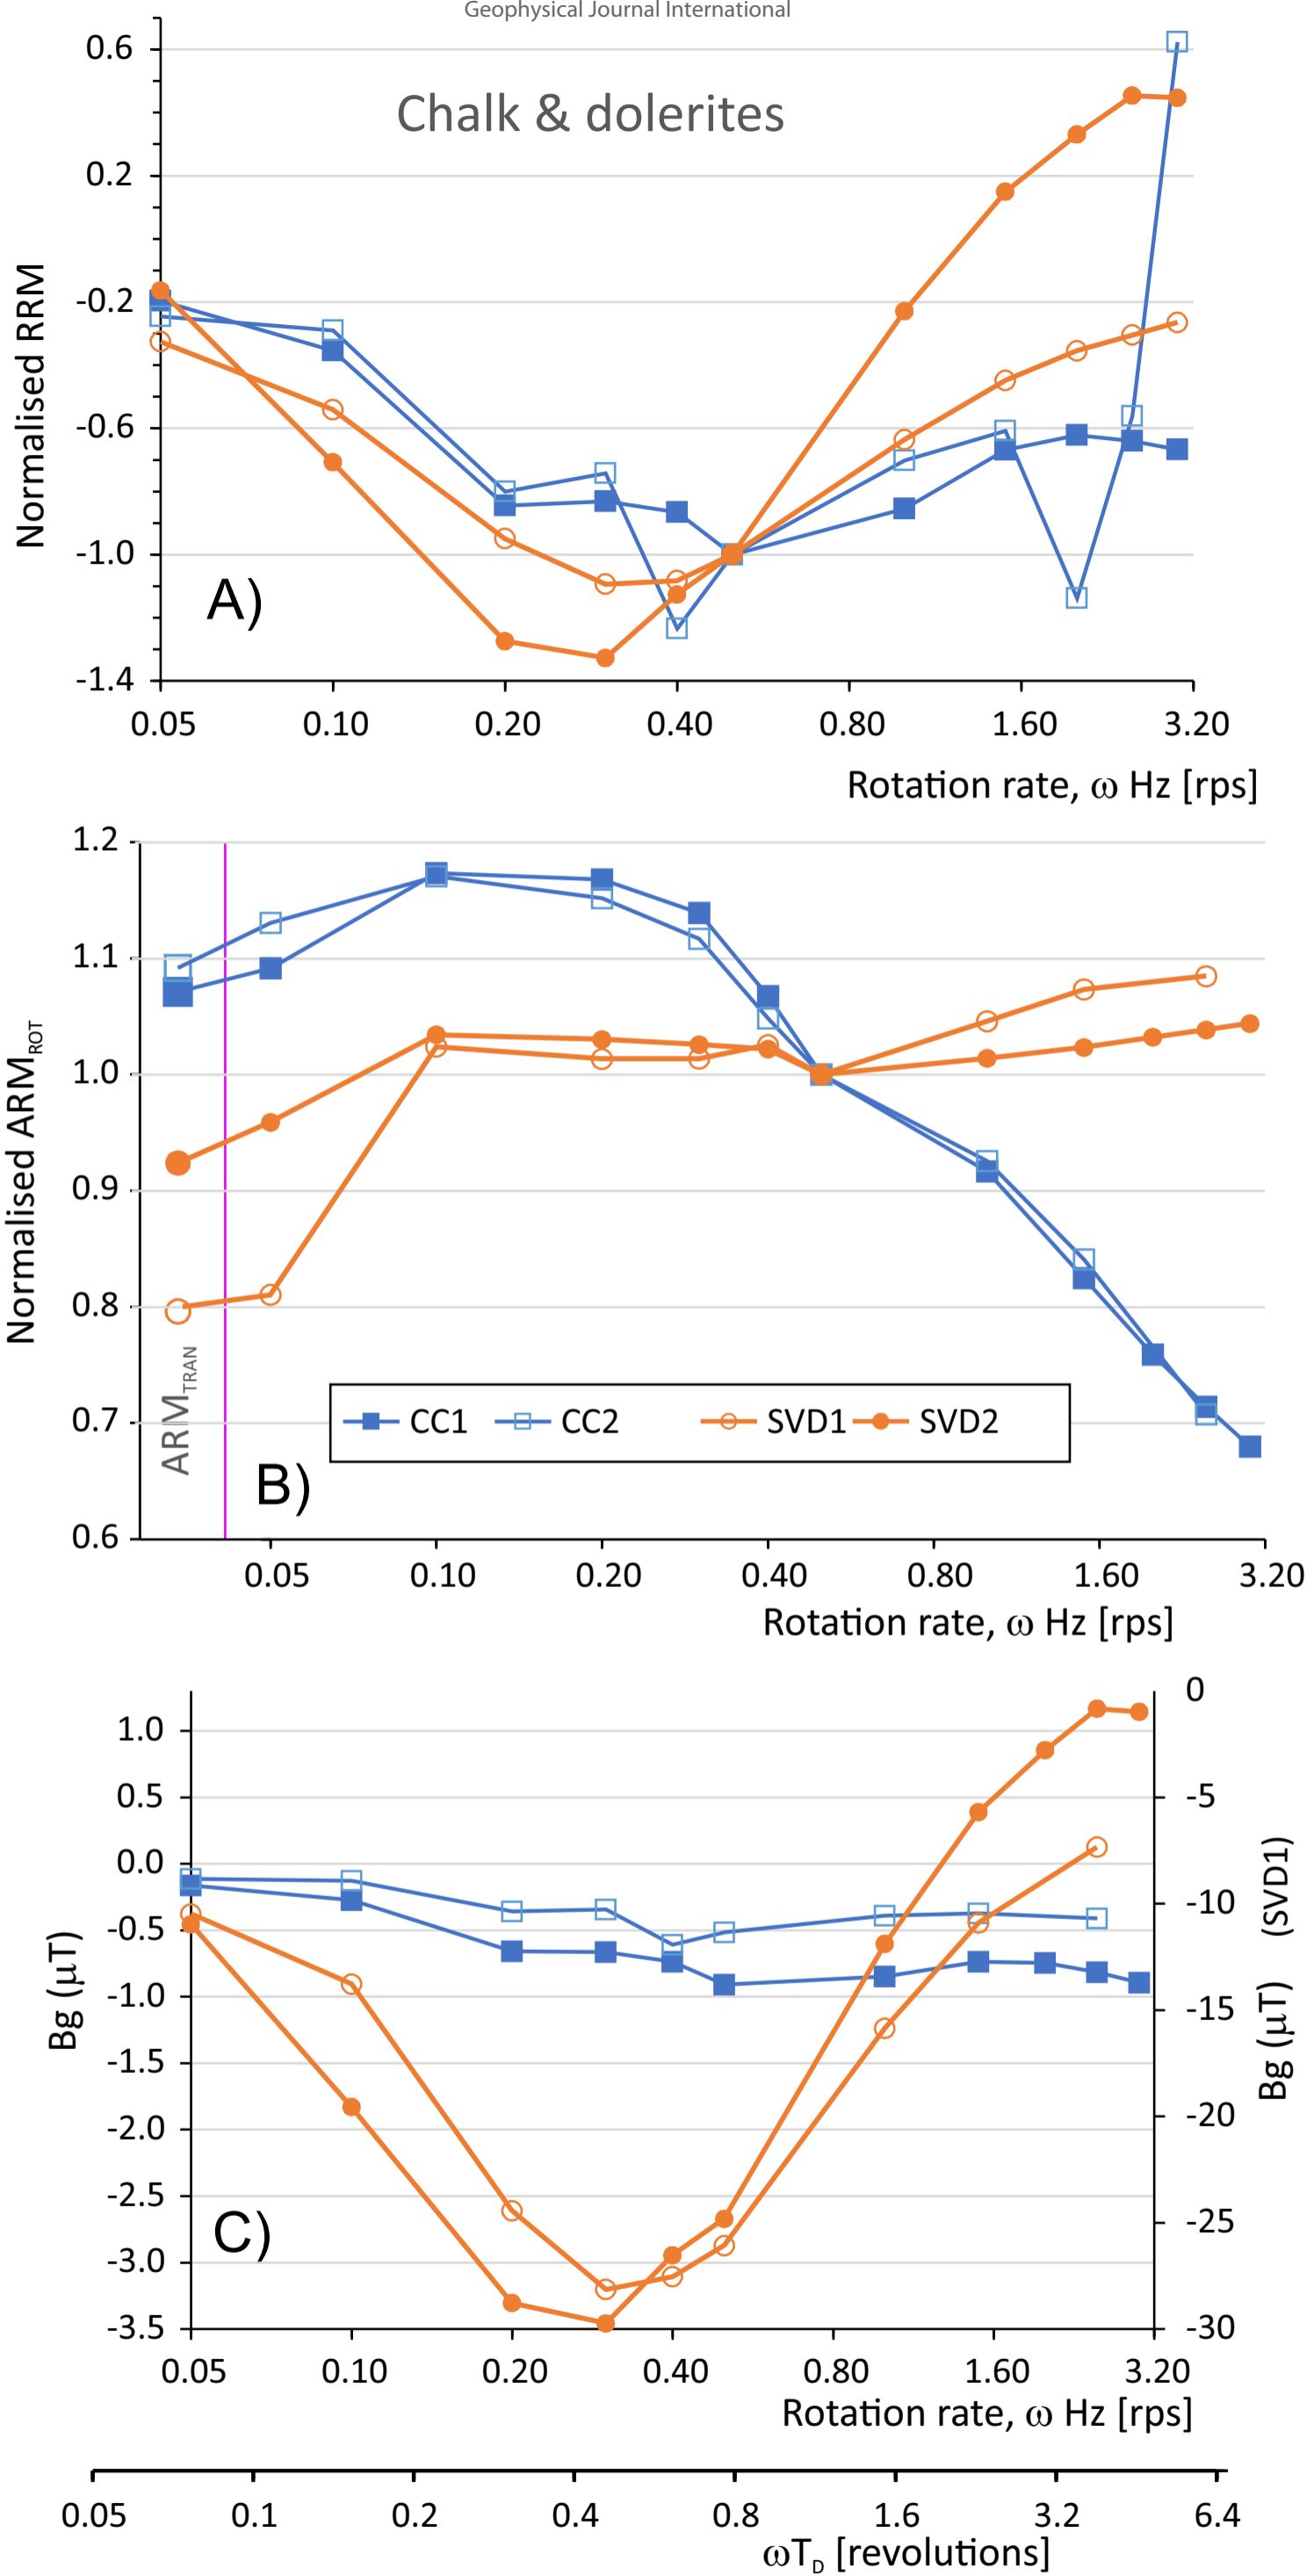 Geophysical Journal International
Chalk & dolerites
Normalised RRM
0.6
0.2
-0.2
-0.6
-1.0
-1.4
A)
0.05 0.10 0.20 0.40 0.80 1.60 3.20
Rotation rate, ω Hz [rps]
Normalised ARM ROT
1.2
1.1
1.0
0.9
0.8
0.7
0.6
ARM TRAN
CC1 CC2 SVD1 SVD2
B)
0.05 0.10 0.20 0.40 0.80 1.60 3.20
Rotation rate, ω Hz [rps]
Bg (μT)
1.0
0.5
0.0
-0.5
-1.0
-1.5
-2.0
-2.5
-3.0
-3.5
C)
0
-5
-10
-15
-20
-25
-30
Bg (μT) (SVD1)
0.05 0.10 0.20 0.40 0.80 1.60 3.20
Rotation rate, ω Hz [rps]
0.05 0.1 0.2 0.4 0.8 1.6 3.2 6.4
ωT D [revolutions]